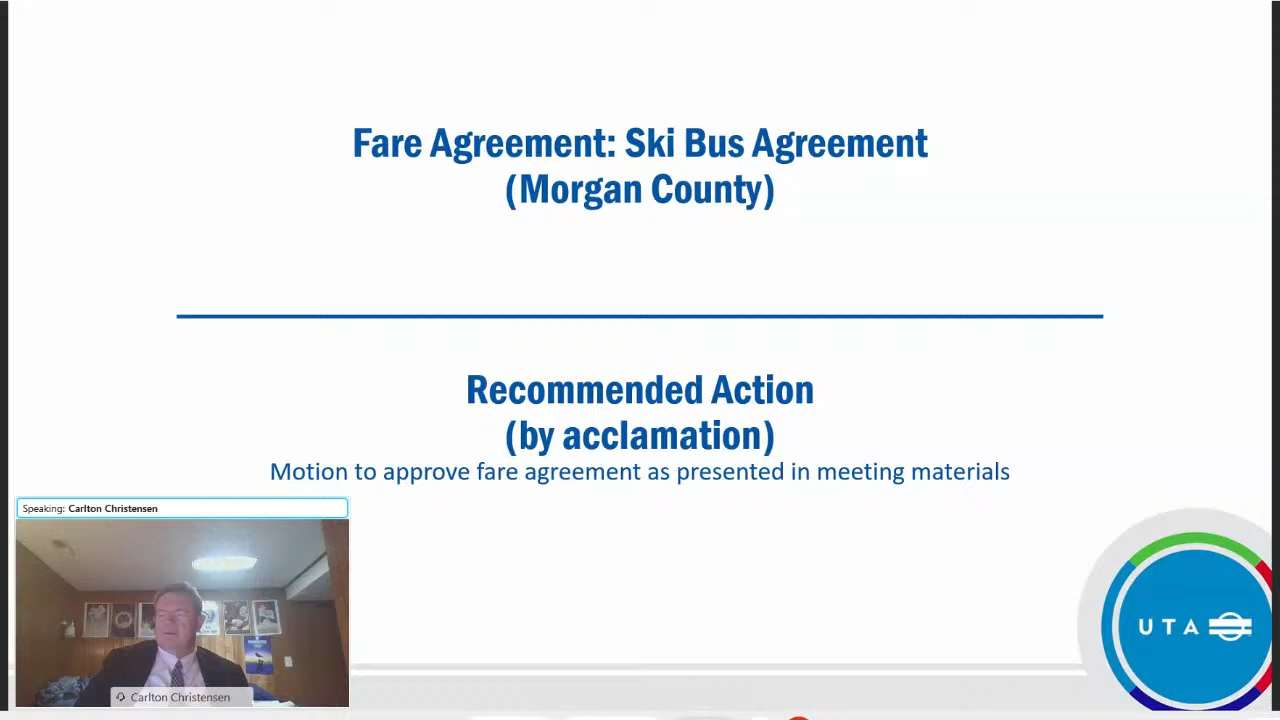 Fare Agreement: Ski Bus Agreement
(Morgan County)
Recommended Action
(by acclamation)
Motion to approve fare agreement as presented in meeting materials
Speaking: Carlton Christensen
Carlton Christensen
UTA